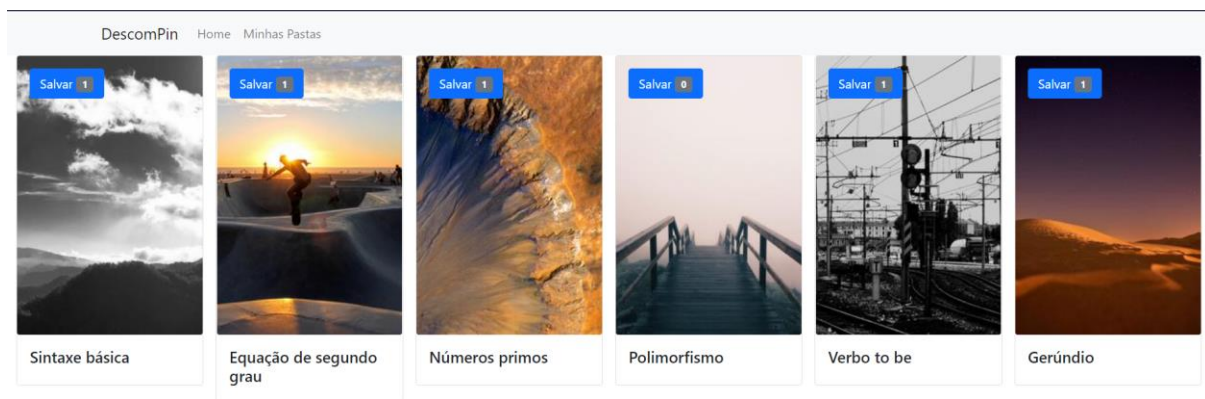 DescomPin Home Minhas Pastas
Salvar 1
Salvar 1
Salvar 1
Salvar 0
Salvar 1
Salvar 1
Sintaxe básica
Equação de segundo
grau
Números primos
Polimorfismo
Verbo to be
Gerúndio